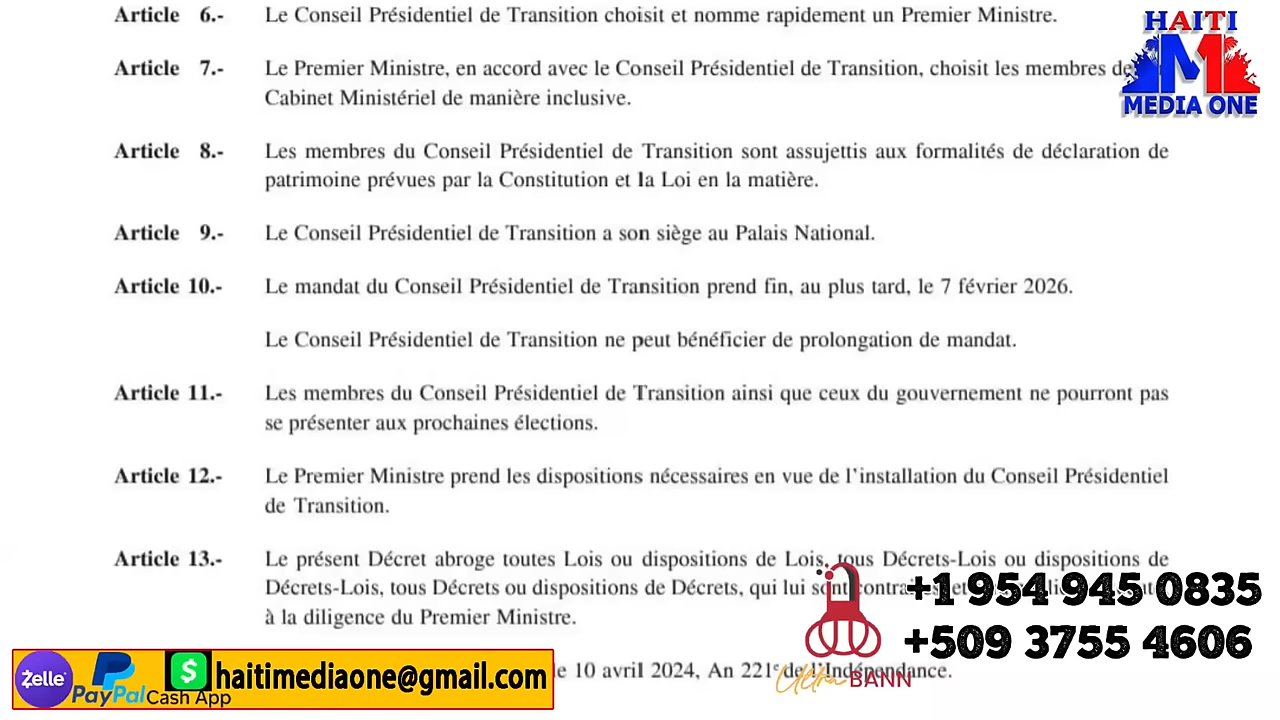 Article 6.- Le Conseil Présidentiel de Transition choisit et nomme rapidement un Premier Ministre.
HAITI
M
MEDIA ONE
Article 7.- Le Premier Ministre, en accord avec le Conseil Présidentiel de Transition, choisit les membres
Cabinet Ministériel de manière inclusive.
Article 8.- Les membres du Conseil Présidentiel de Transition sont assujettis aux formalités de déclaration de
patrimoine prévues par la Constitution et la Loi en la matière.
Article 9.- Le Conseil Présidentiel de Transition a son siège au Palais National.
Article 10.- Le mandat du Conseil Présidentiel de Transition prend fin, au plus tard, le 7 février 2026.
Le Conseil Présidentiel de Transition ne peut bénéficier de prolongation de mandat.
Article 11.- Les membres du Conseil Présidentiel de Transition ainsi que ceux du gouvernement ne pourront pas
se présenter aux prochaines élections.
Article 12.- Le Premier Ministre prend les dispositions nécessaires en vue de l'installation du Conseil Présidentiel
de Transition.
Article 13.- Le présent Décret abroge toutes Lois ou dispositions de Lois, tous Décrets-Lois ou dispositions de
Décrets-Lois, tous Décrets ou dispositions de Décrets, qui lui sont
à la diligence du Premier Ministre.
+1 954 945 0835
+509 3755 4606
le 10 avril 2024, An 221e de l'Indépendance.
Ultra BANN
Zelle
PayPal
$
Cash App
haitimediaone@gmail.com